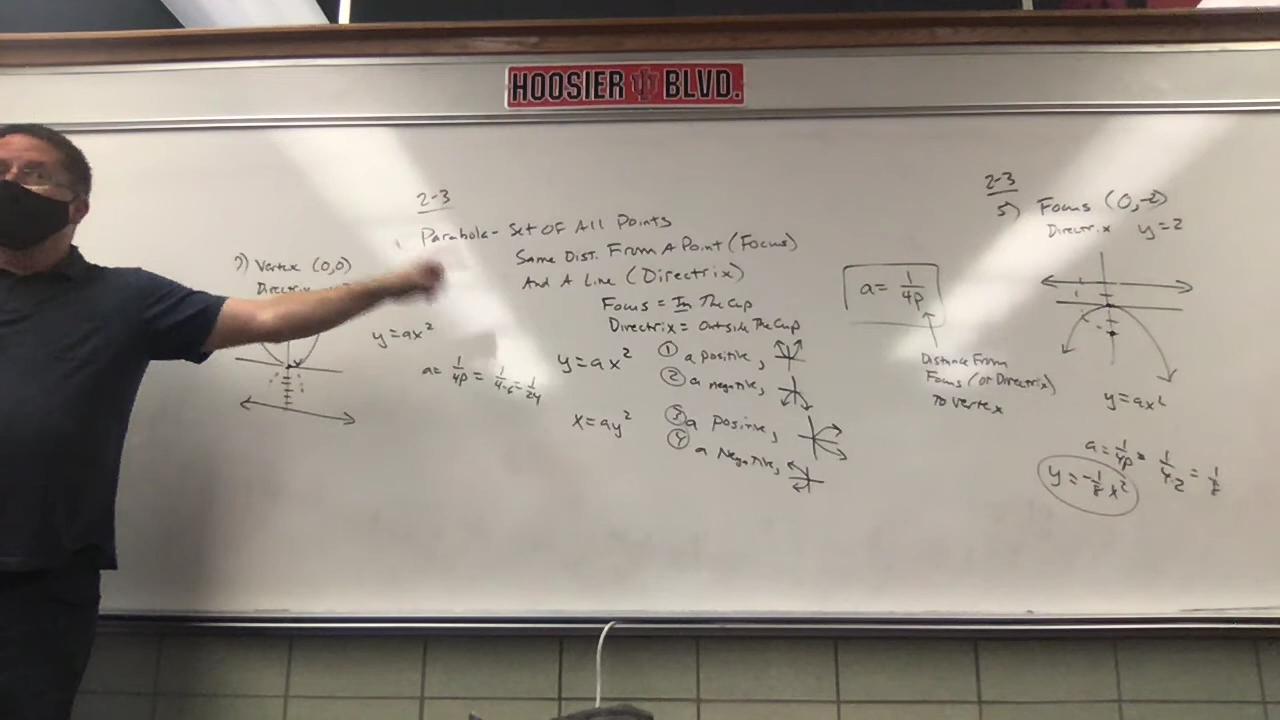 HOOSIER BLVD.
2-3
Parabola - Set OF All Points
Same Dist. From A Point (Focus)
And A Line (Directrix)
Focus = In The Cup
Directrix = Outside The Cup
y = ax²
① a positive,
② a negative,
x = ay²
③ a positive,
④ a negative,
7) Vertex (0,0)
y = ax²
a = 1/4p = 1/4·6 = 1/24
a = 1/4p
Distance From
Focus (or Directrix)
To Vertex
2-3
5) Focus (0,-2)
Directrix y = 2
y = ax²
a = 1/4p = 1/4·2 = 1/8
y = -1/8 x²